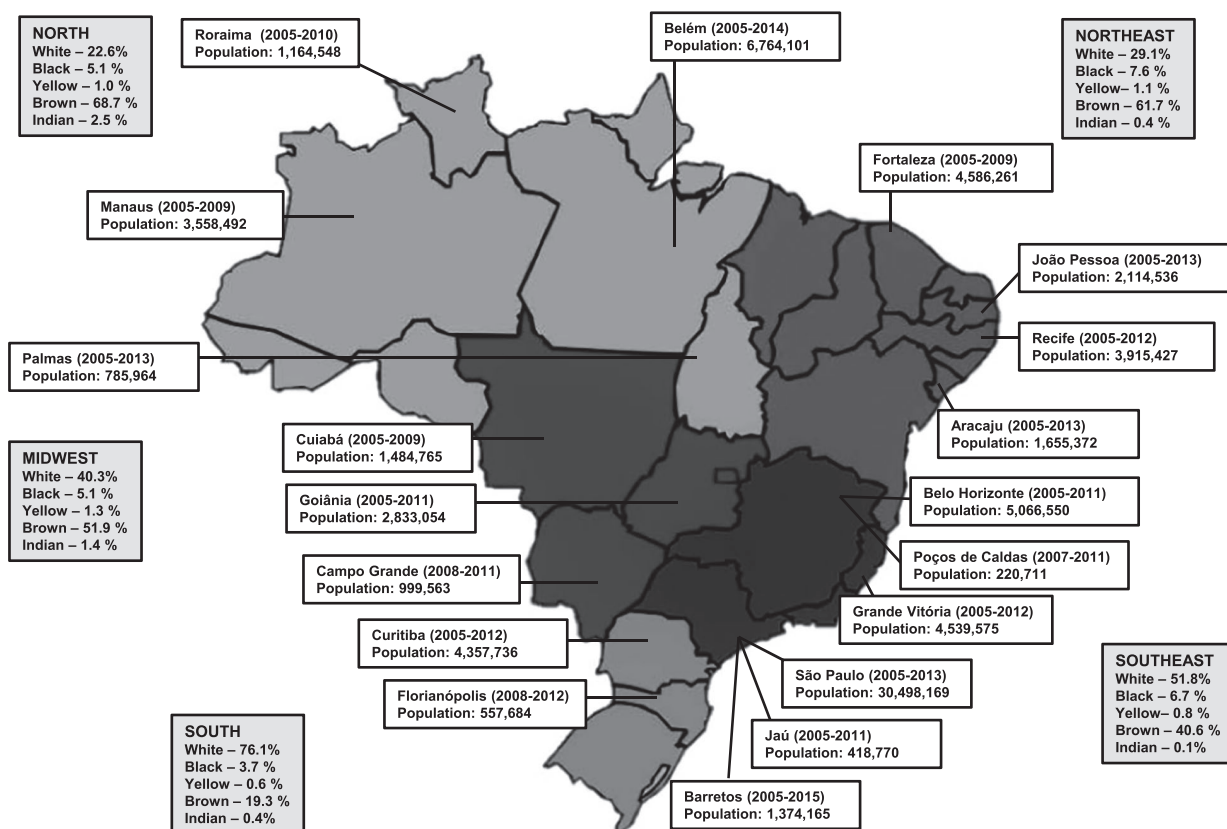 NORTH
White – 22.6%
Black – 5.1 %
Yellow – 1.0 %
Brown – 68.7 %
Indian – 2.5 %
Roraima (2005-2010)
Population: 1,164,548
Belém (2005-2014)
Population: 6,764,101
NORTHEAST
White – 29.1%
Black – 7.6 %
Yellow– 1.1 %
Brown – 61.7 %
Indian – 0.4 %
Fortaleza (2005-2009)
Population: 4,586,261
Manaus (2005-2009)
Population: 3,558,492
João Pessoa (2005-2013)
Population: 2,114,536
Palmas (2005-2013)
Population: 785,964
Recife (2005-2012)
Population: 3,915,427
Aracaju (2005-2013)
Population: 1,655,372
MIDWEST
White – 40.3%
Black – 5.1 %
Yellow – 1.3 %
Brown – 51.9 %
Indian – 1.4 %
Cuiabá (2005-2009)
Population: 1,484,765
Goiânia (2005-2011)
Population: 2,833,054
Belo Horizonte (2005-2011)
Population: 5,066,550
Poços de Caldas (2007-2011)
Population: 220,711
Campo Grande (2008-2011)
Population: 999,563
Grande Vitória (2005-2012)
Population: 4,539,575
Curitiba (2005-2012)
Population: 4,357,736
São Paulo (2005-2013)
Population: 30,498,169
SOUTHEAST
White – 51.8%
Black – 6.7 %
Yellow– 0.8 %
Brown – 40.6 %
Indian – 0.1%
Florianópolis (2008-2012)
Population: 557,684
Jaú (2005-2011)
Population: 418,770
SOUTH
White – 76.1%
Black – 3.7 %
Yellow – 0.6 %
Brown – 19.3 %
Indian – 0.4%
Barretos (2005-2015)
Population: 1,374,165